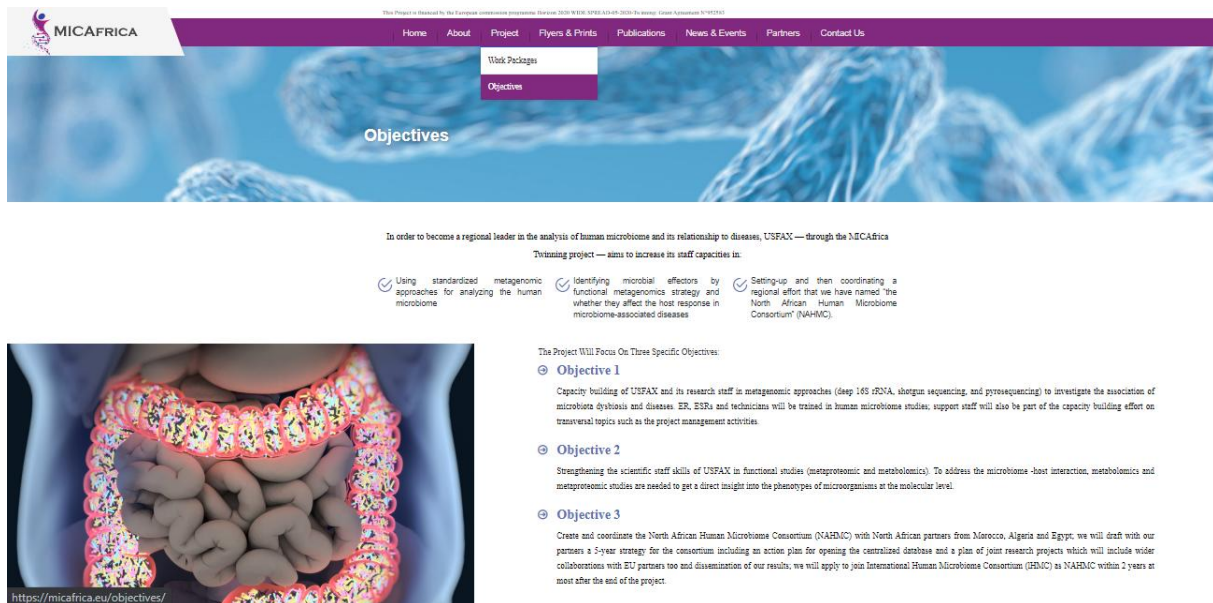 This Project is financed by the European commission programme Horizon 2020 WIDE SPREAD-05-2020-Twinning: Grant Agreement N°952583
MICAFRICA
Home About Project Flyers & Prints Publications News & Events Partners Contact Us
Work Packages
Objectives
Objectives
In order to become a regional leader in the analysis of human microbiome and its relationship to diseases, USFAX — through the MICAfrica
Twinning project — aims to increase its staff capacities in:
Using standardized metagenomic
approaches for analyzing the human
microbiome
Identifying microbial effectors by
functional metagenomics strategy and
whether they affect the host response in
microbiome-associated diseases
Setting-up and then coordinating a
regional effort that we have named "the
North African Human Microbiome
Consortium" (NAHMC).
The Project Will Focus On Three Specific Objectives:
Objective 1
Capacity building of USFAX and its research staff in metagenomic approaches (deep 16S rRNA, shotgun sequencing, and pyrosequencing) to investigate the association of
microbiota dysbiosis and diseases. ER, ESRs and technicians will be trained in human microbiome studies; support staff will also be part of the capacity building effort on
transversal topics such as the project management activities.
Objective 2
Strengthening the scientific staff skills of USFAX in functional studies (metaproteomic and metabolomics). To address the microbiome -host interaction, metabolomics and
metaproteomic studies are needed to get a direct insight into the phenotypes of microorganisms at the molecular level.
Objective 3
Create and coordinate the North African Human Microbiome Consortium (NAHMC) with North African partners from Morocco, Algeria and Egypt; we will draft with our
partners a 5-year strategy for the consortium including an action plan for opening the centralized database and a plan of joint research projects which will include wider
collaborations with EU partners too and dissemination of our results; we will apply to join International Human Microbiome Consortium (IHMC) as NAHMC within 2 years at
most after the end of the project.
https://micafrica.eu/objectives/